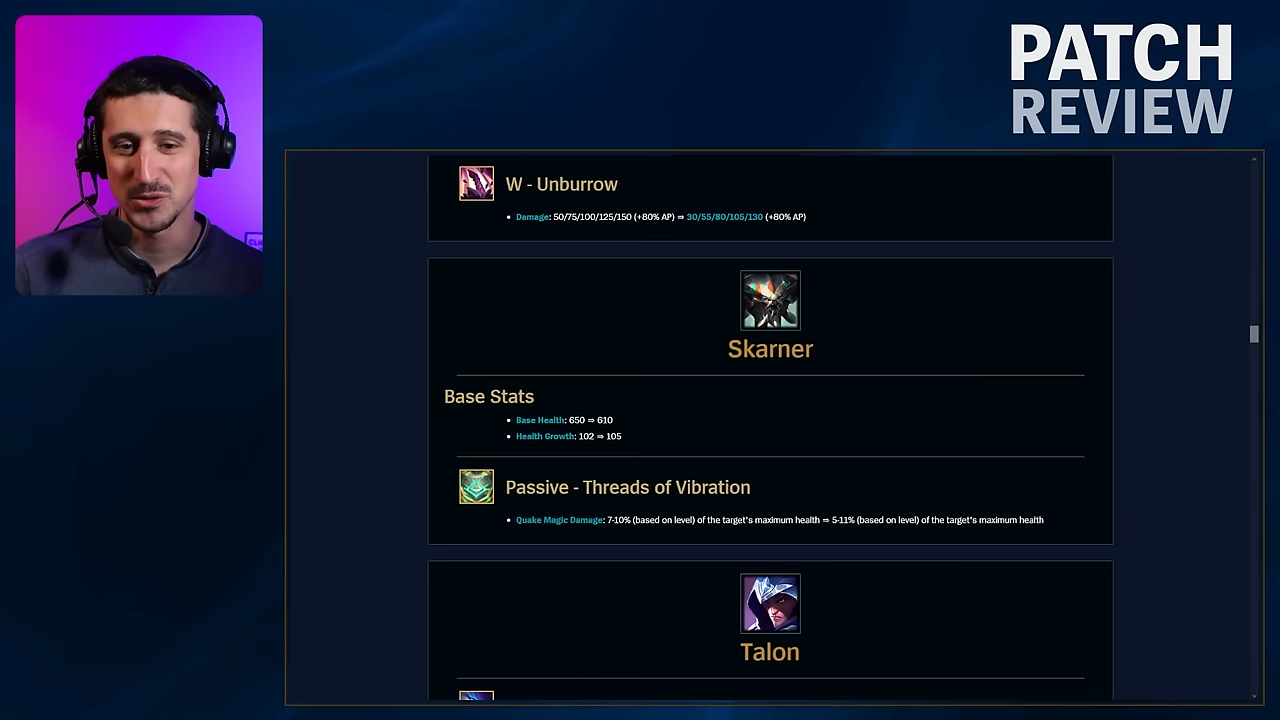 PATCH
REVIEW
W - Unburrow
• Damage: 50/75/100/125/150 (+80% AP) ⇒ 30/55/80/105/130 (+80% AP)
Skarner
Base Stats
• Base Health: 650 ⇒ 610
• Health Growth: 102 ⇒ 105
Passive - Threads of Vibration
• Quake Magic Damage: 7-10% (based on level) of the target's maximum health ⇒ 5-11% (based on level) of the target's maximum health
Talon